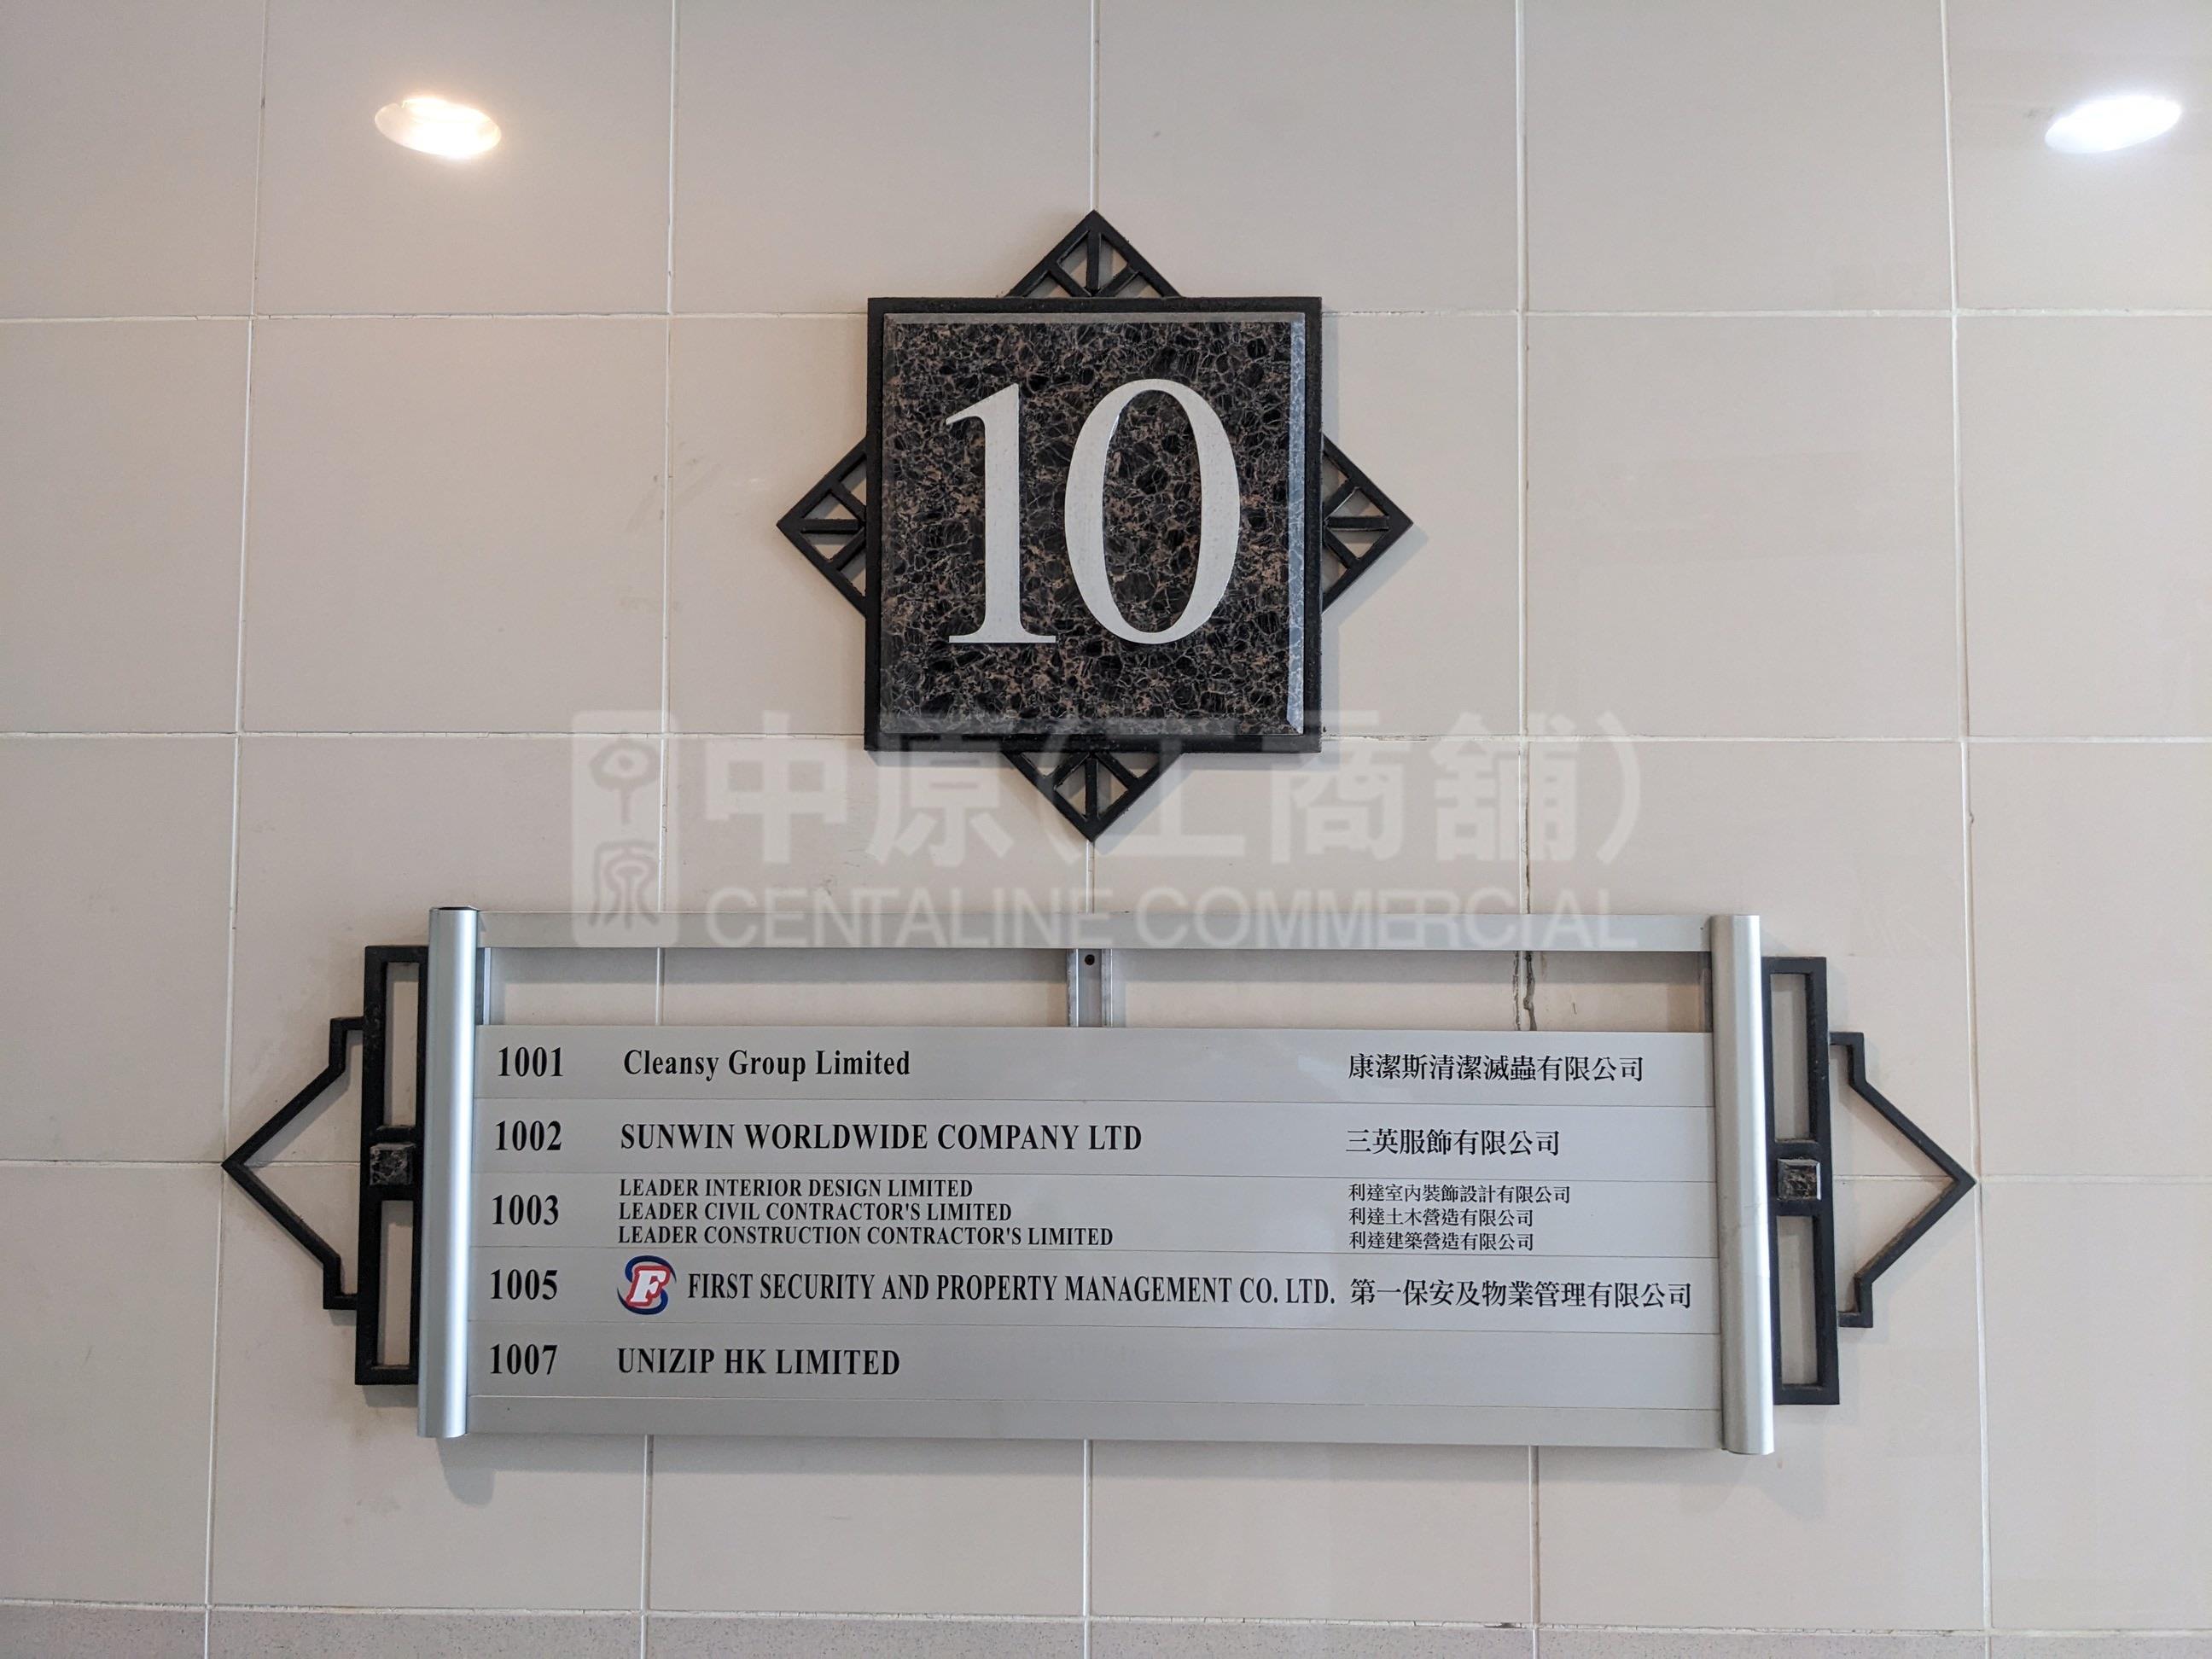 10
中原(工商舖)
中原
CENTALINE COMMERCIAL
1001 Cleansy Group Limited 康潔斯清潔滅蟲有限公司
1002 SUNWIN WORLDWIDE COMPANY LTD 三英服飾有限公司
1003 LEADER INTERIOR DESIGN LIMITED 利達室內裝飾設計有限公司
LEADER CIVIL CONTRACTOR'S LIMITED 利達土木營造有限公司
LEADER CONSTRUCTION CONTRACTOR'S LIMITED 利達建築營造有限公司
1005 FS FIRST SECURITY AND PROPERTY MANAGEMENT CO. LTD. 第一保安及物業管理有限公司
1007 UNIZIP HK LIMITED